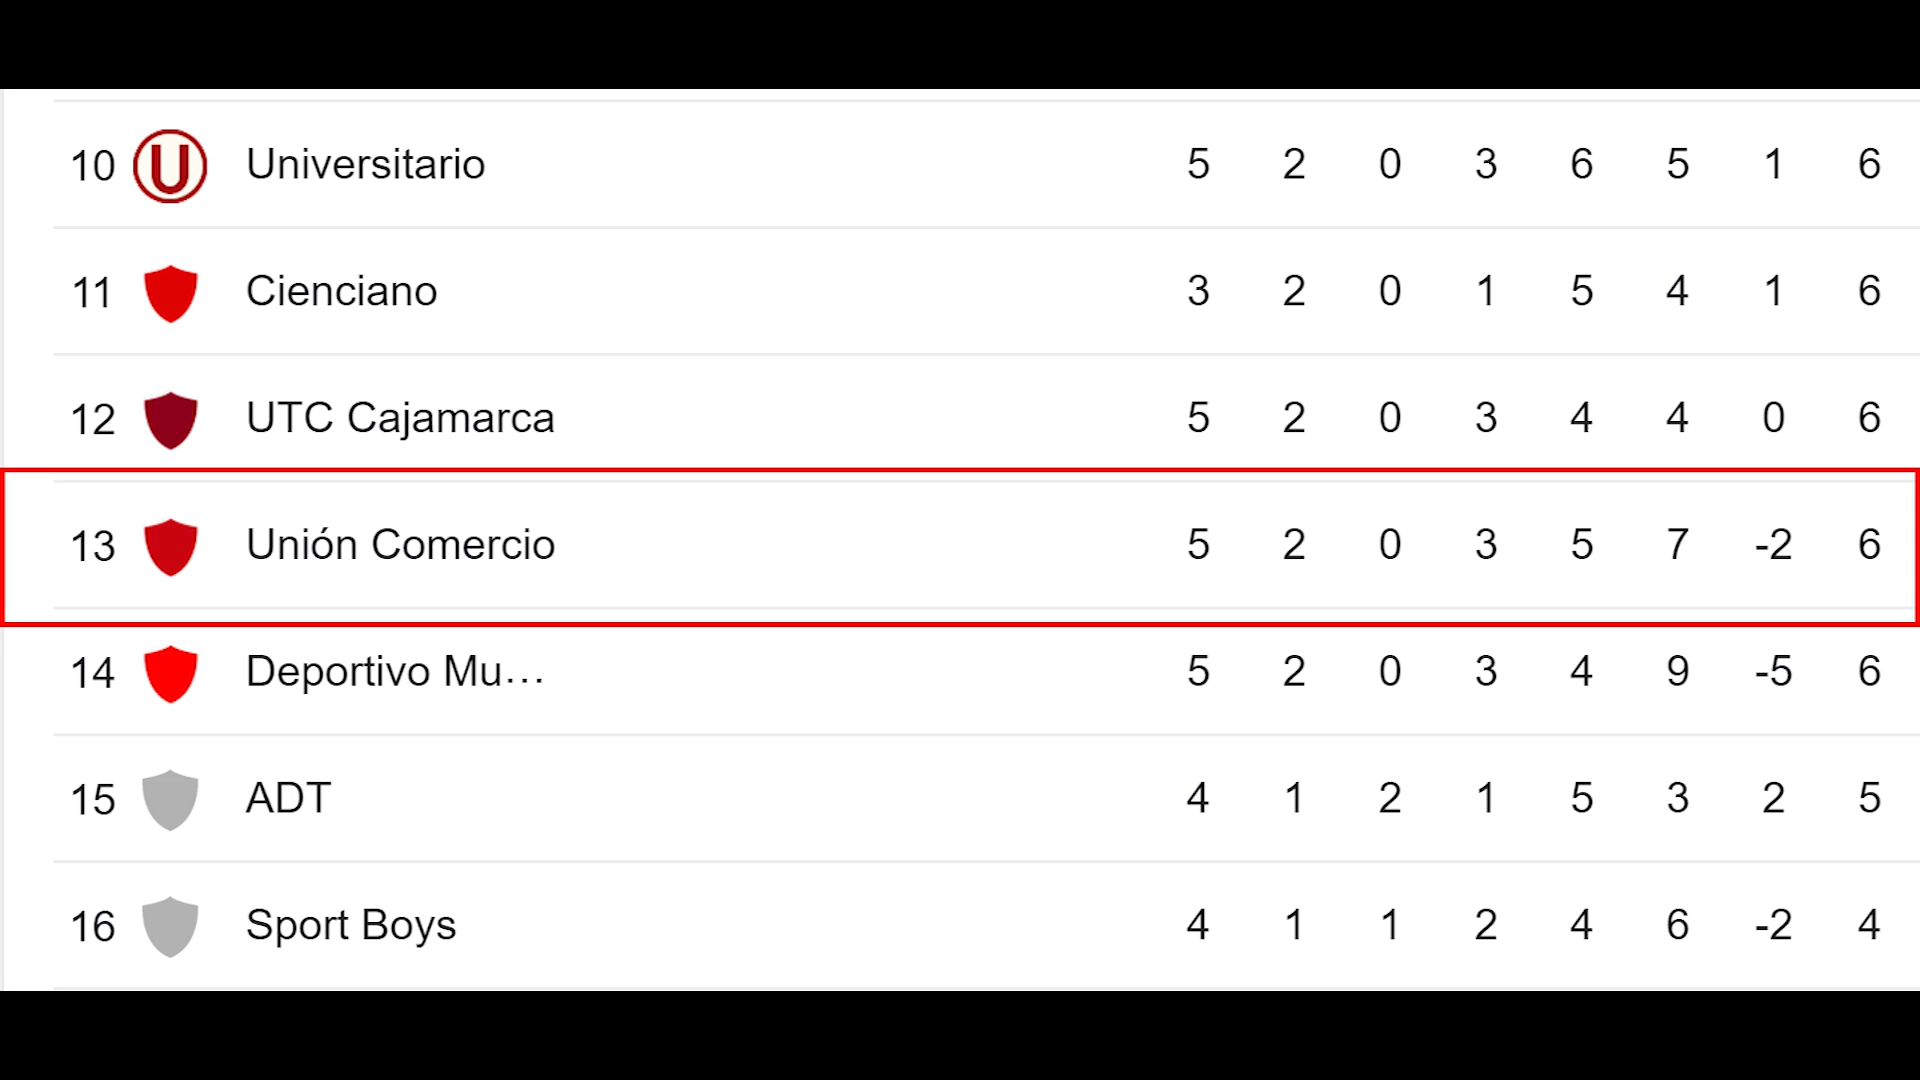 10 U Universitario 5 2 0 3 6 5 1 6
11 Cienciano 3 2 0 1 5 4 1 6
12 UTC Cajamarca 5 2 0 3 4 4 0 6
13 Unión Comercio 5 2 0 3 5 7 -2 6
14 Deportivo Mu... 5 2 0 3 4 9 -5 6
15 ADT 4 1 2 1 5 3 2 5
16 Sport Boys 4 1 1 2 4 6 -2 4